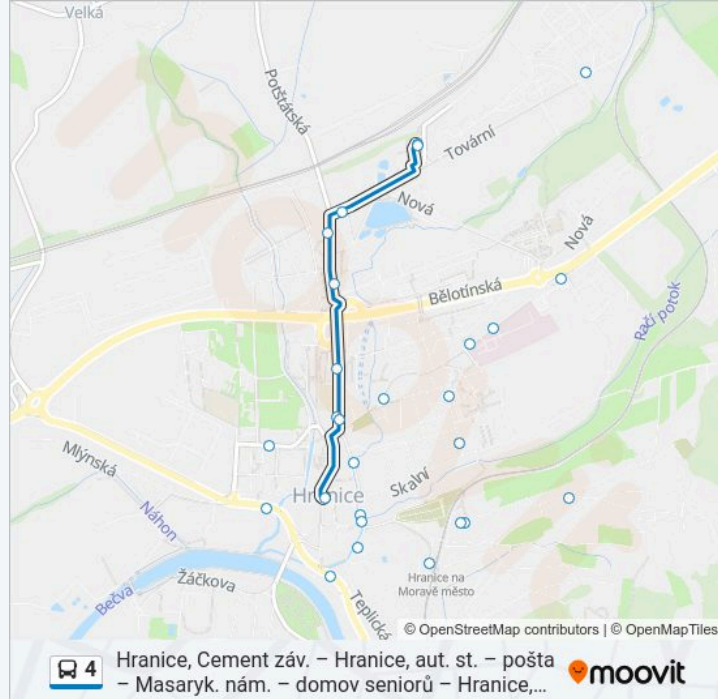 Velká
Potštátská
Tovární
Nová
Nová
Bělotínská
Račí potok
Mlýnská
Skalní
Hranice
Náhon
Žáčkova
Hranice na
Moravě město
Bečva
Teplická
© OpenStreetMap contributors | © OpenMapTiles
4 Hranice, Cement záv. – Hranice, aut. st. – pošta
– Masaryk. nám. – domov seniorů – Hranice,...
moovit